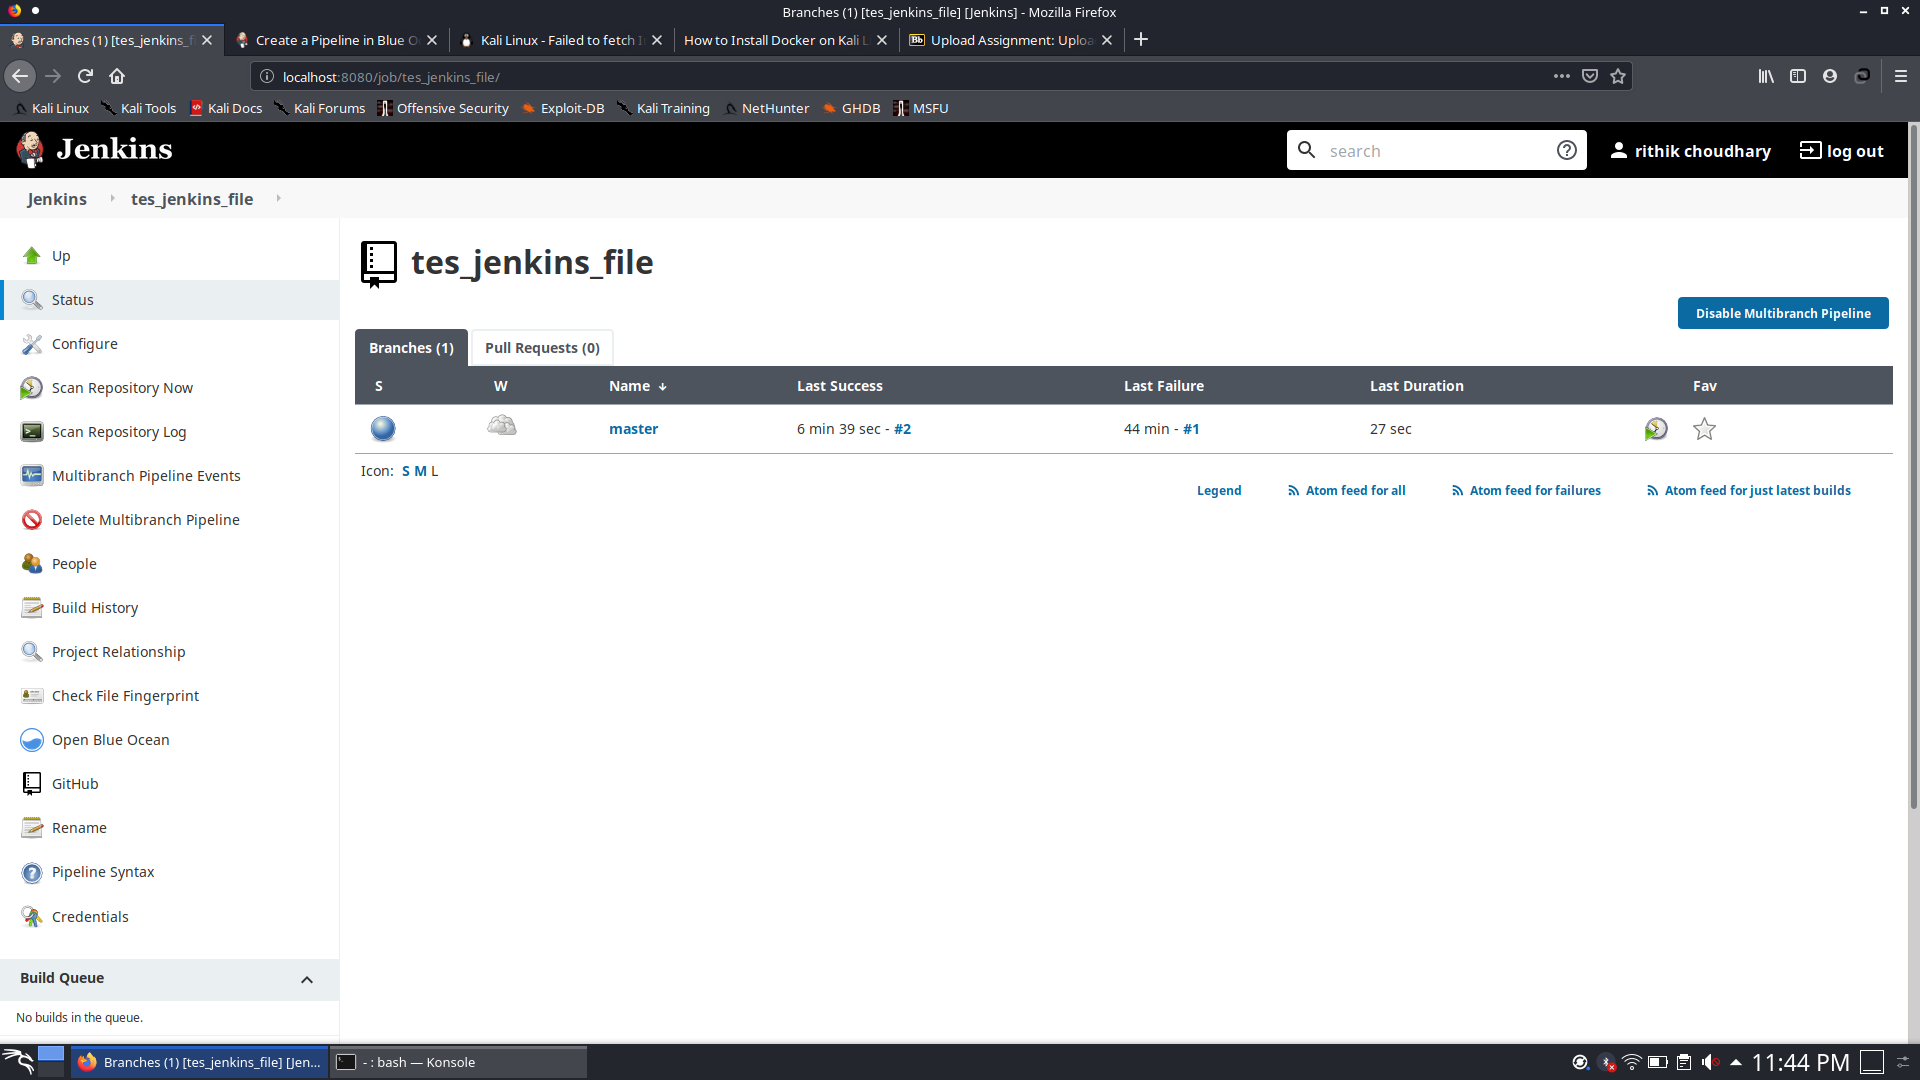 Branches (1) [tes_jenkins_file] [Jenkins] - Mozilla Firefox
Branches (1) [tes_jenkins_f
Create a Pipeline in Blue O
Kali Linux - Failed to fetch I
How to Install Docker on Kali L
Bb Upload Assignment: Uploa
localhost:8080/job/tes_jenkins_file/
Kali Linux Kali Tools Kali Docs Kali Forums Offensive Security Exploit-DB Kali Training NetHunter GHDB MSFU
Jenkins
search
rithik choudhary
log out
Jenkins tes_jenkins_file
Up
Status
Configure
Scan Repository Now
Scan Repository Log
Multibranch Pipeline Events
Delete Multibranch Pipeline
People
Build History
Project Relationship
Check File Fingerprint
Open Blue Ocean
GitHub
Rename
Pipeline Syntax
Credentials
Build Queue
No builds in the queue.
tes_jenkins_file
Disable Multibranch Pipeline
Branches (1) Pull Requests (0)
S W Name ↓ Last Success Last Failure Last Duration Fav
master 6 min 39 sec - #2 44 min - #1 27 sec
Icon: S M L
Legend Atom feed for all Atom feed for failures Atom feed for just latest builds
Branches (1) [tes_jenkins_file] [Jen...
- : bash — Konsole
11:44 PM